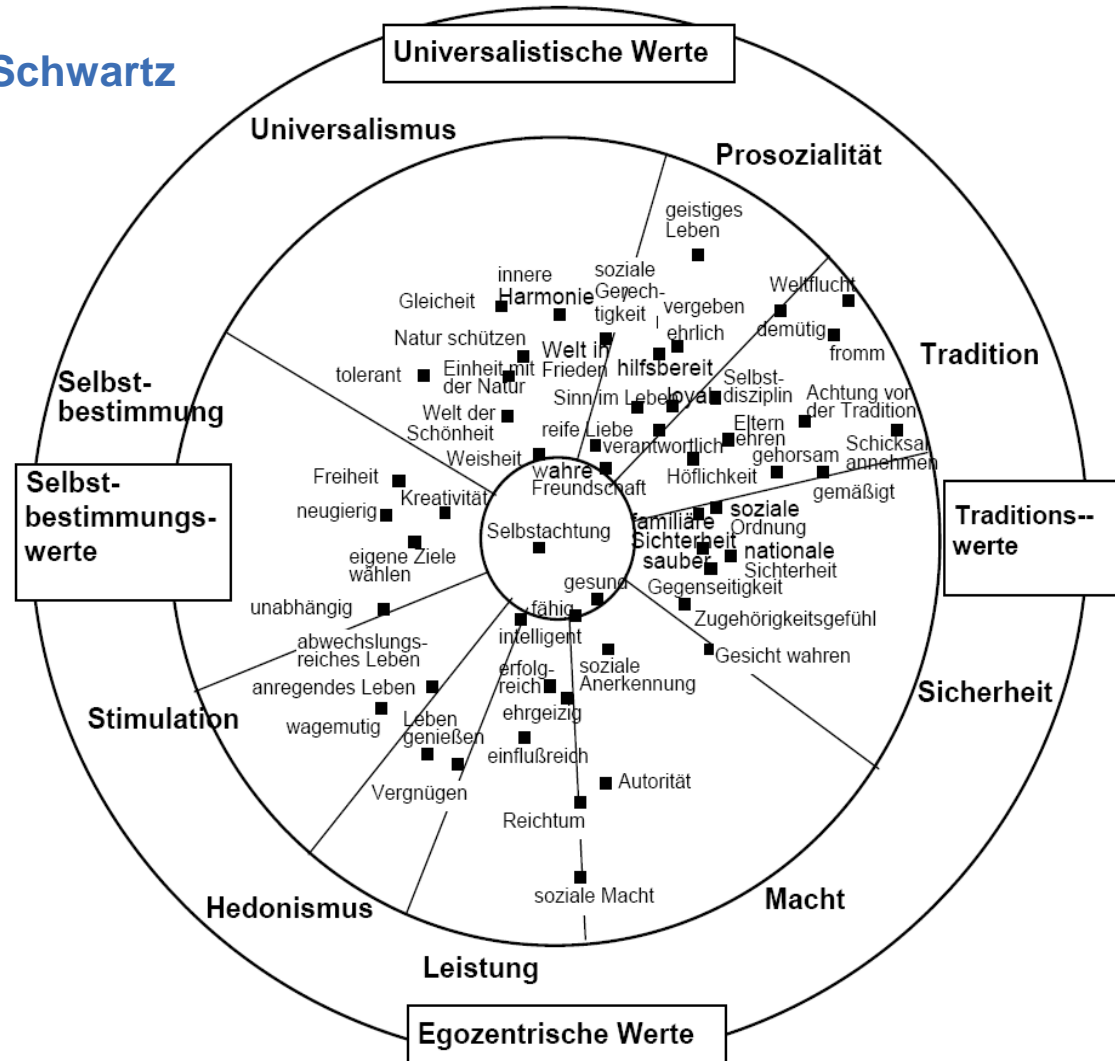 Schwartz
Universalistische Werte
Universalismus
Prosozialität
geistiges
Leben
innere
Harmonie
soziale
Gerech-
tigkeit
Gleicheit
Weltflucht
vergeben
ehrlich
demütig
fromm
Natur schützen
Welt in
Frieden
hilfsbereit
Tradition
tolerant
Einheit mit
der Natur
Selbst-
disziplin
Selbst-
bestimmung
Sinn im Leben
loyal
Achtung vor
der Tradition
Welt der
Schönheit
reife Liebe
Eltern
ehren
verantwortlich
Schicksal
annehmen
Weisheit
gehorsam
Höflichkeit
gemäßigt
wahre
Freundschaft
Freiheit
Kreativität
neugierig
Selbst-
bestimmungs-
werte
Traditions--
werte
soziale
Ordnung
familiäre
Sichterheit
Selbstachtung
sauber
nationale
Sichterheit
eigene Ziele
wählen
gesund
Gegenseitigkeit
unabhängig
fähig
Zugehörigkeitsgefühl
intelligent
abwechslungs-
reiches Leben
Gesicht wahren
erfolg-
reich
soziale
Anerkennung
anregendes Leben
Sicherheit
Stimulation
wagemutig
Leben
genießen
ehrgeizig
einflußreich
Vergnügen
Autorität
Reichtum
soziale Macht
Macht
Hedonismus
Leistung
Egozentrische Werte